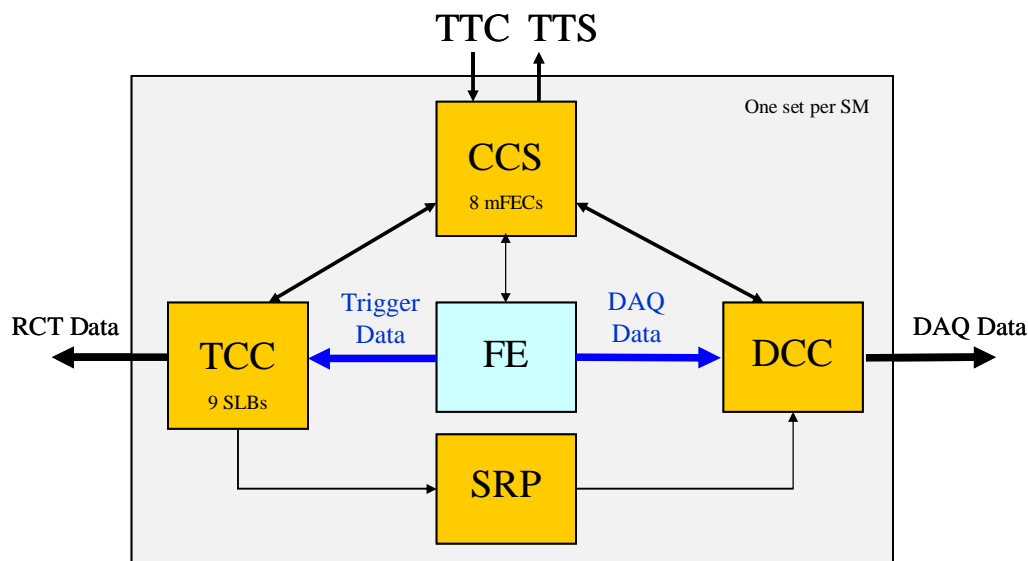 TTC TTS
One set per SM
CCS
8 mFECs
Trigger
Data
DAQ
Data
RCT Data
DAQ Data
TCC
9 SLBs
FE
DCC
SRP